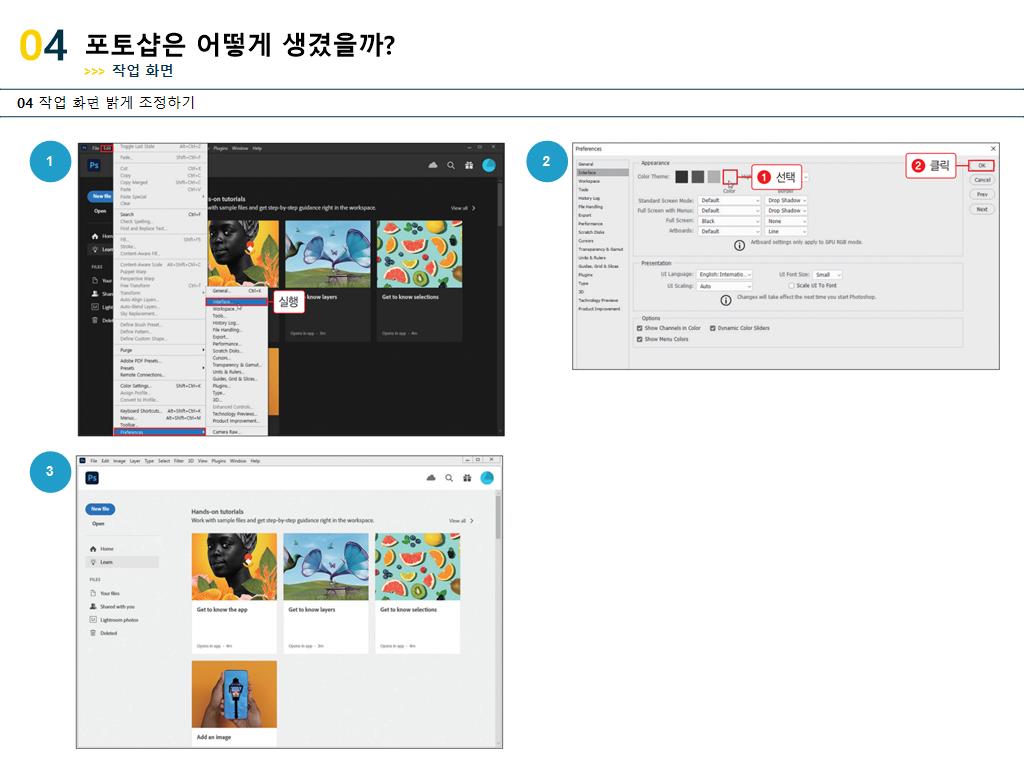 04 포토샵은 어떻게 생겼을까?
>>> 작업 화면
04 작업 화면 밝게 조정하기
1
Ps File Edit Plugins Window Help
Ps
New file
Open
Toggle Last State Alt+Ctrl+Z
Fade... Shift+Ctrl+F
Cut Ctrl+X
Copy Ctrl+C
Copy Merged Shift+Ctrl+C
Paste Ctrl+V
Paste Special
Clear
Search Ctrl+F
Check Spelling...
Find and Replace Text...
Fill... Shift+F5
Stroke...
Content-Aware Fill...
Content-Aware Scale Alt+Shift+Ctrl+C
Puppet Warp
Perspective Warp
Free Transform Ctrl+T
Transform
Auto-Align Layers...
Auto-Blend Layers...
Sky Replacement...
Define Brush Preset...
Define Pattern...
Define Custom Shape...
Purge
Adobe PDF Presets...
Presets
Remote Connections...
Color Settings... Shift+Ctrl+K
Assign Profile...
Convert to Profile...
Keyboard Shortcuts... Alt+Shift+Ctrl+K
Menus... Alt+Shift+Ctrl+M
Toolbar...
Preferences
General... Ctrl+K
Interface...
Workspace...
Tools...
History Log...
File Handling...
Export...
Performance...
Scratch Disks...
Cursors...
Transparency & Gamut...
Units & Rulers...
Guides, Grid & Slices...
Plugins...
Type...
3D...
Enhanced Controls...
Technology Previews...
Product Improvement...
Camera Raw...
실행
s-on tutorials
with sample files and get step-by-step guidance right in the workspace.
View all
know layers
Get to know selections
Opens in app • 3m
Opens in app • 4m
FILES
2
Preferences
General
Interface
Workspace
Tools
History Log
File Handling
Export
Performance
Scratch Disks
Cursors
Transparency & Gamut
Units & Rulers
Guides, Grid & Slices
Plugins
Type
3D
Technology Previews
Product Improvement
Appearance
Color Theme:
1 선택
2 클릭
OK
Cancel
Prev
Next
Color Border
Standard Screen Mode: Default Drop Shadow
Full Screen with Menus: Default Drop Shadow
Full Screen: Black None
Artboards: Default Line
Artboard settings only apply to GPU RGB mode.
Presentation
UI Language: English: Internatio... UI Font Size: Small
UI Scaling: Auto Scale UI To Font
Changes will take effect the next time you start Photoshop.
Options
Show Channels in Color Dynamic Color Sliders
Show Menu Colors
3
Ps File Edit Image Layer Type Select Filter 3D View Plugins Window Help
Ps
New file
Open
Home
Learn
FILES
Your files
Shared with you
Lightroom photos
Deleted
Hands-on tutorials
Work with sample files and get step-by-step guidance right in the workspace.
View all
Get to know the app
Opens in app • 4m
Get to know layers
Opens in app • 3m
Get to know selections
Opens in app • 4m
Add an image